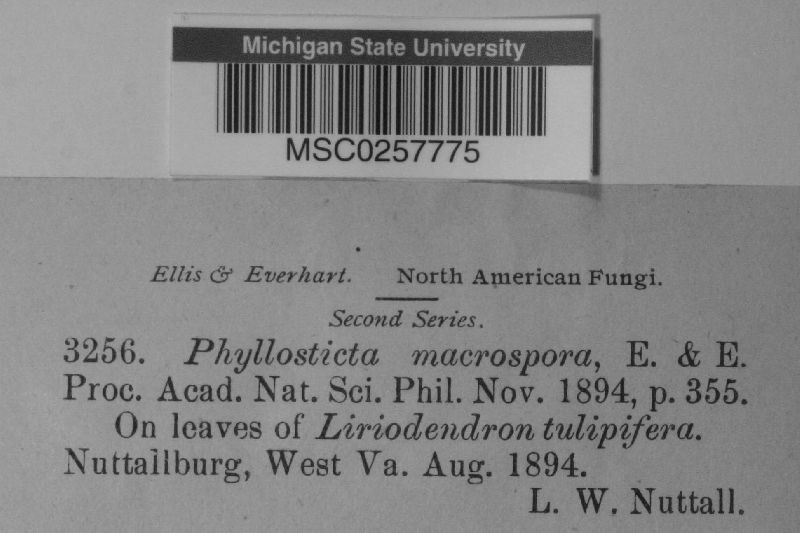 Michigan State University
MSC0257775
Ellis & Everhart. North American Fungi.
Second Series.
3256. Phyllosticta macrospora, E. & E.
Proc. Acad. Nat. Sci. Phil. Nov. 1894, p. 355.
On leaves of Liriodendron tulipifera.
Nuttallburg, West Va. Aug. 1894.
L. W. Nuttall.